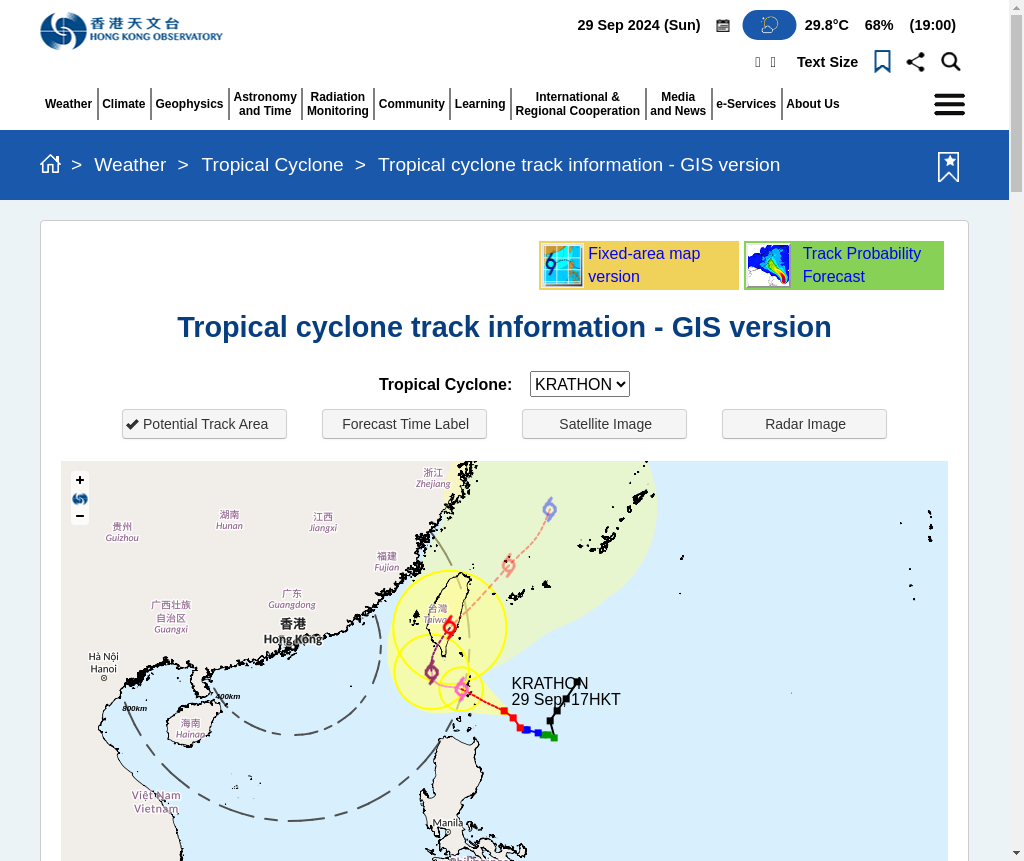 香港天文台
HONG KONG OBSERVATORY
29 Sep 2024 (Sun) 29.8°C 68% (19:00)
Text Size
Weather Climate Geophysics Astronomy and Time Radiation Monitoring Community Learning International & Regional Cooperation Media and News e-Services About Us
> Weather > Tropical Cyclone > Tropical cyclone track information - GIS version
Fixed-area map version
Track Probability Forecast
Tropical cyclone track information - GIS version
Tropical Cyclone: KRATHON
Potential Track Area Forecast Time Label Satellite Image Radar Image
+
−
浙江
Zhejiang
贵州
Guizhou
湖南
Hunan
江西
Jiangxi
福建
Fujian
广西壮族
自治区
Guangxi
广东
Guangdong
香港
Hong Kong
台灣
Taiwan
Hà Nội
Hanoi
400km
800km
海南
Hainan
KRATHON
29 Sep 17HKT
Việt Nam
Vietnam
Manila